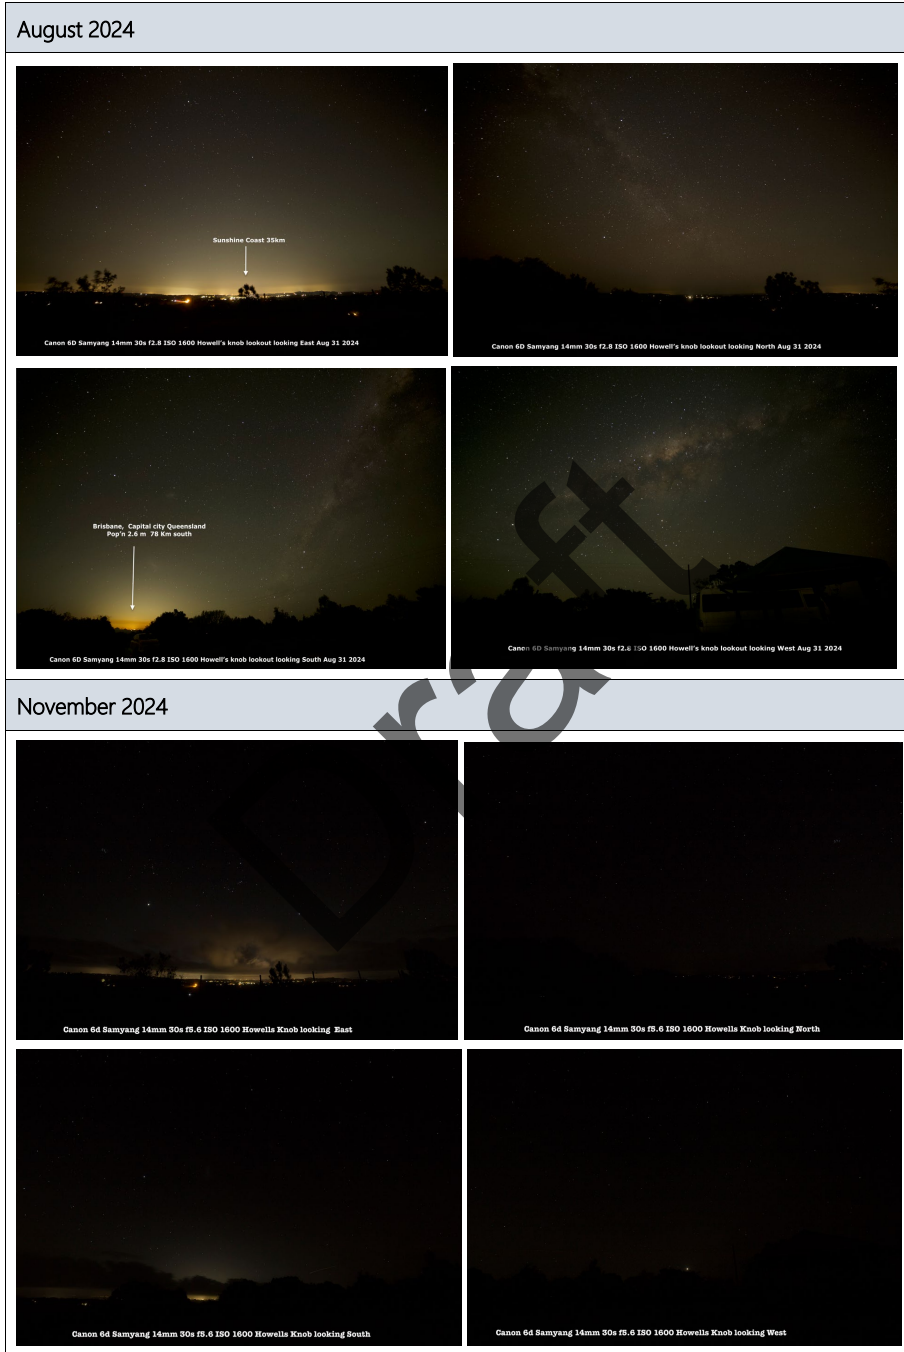 August 2024
Sunshine Coast 35km
Canon 6D Samyang 14mm 30s f2.8 ISO 1600 Howell's knob lookout looking East Aug 31 2024
Canon 6D Samyang 14mm 30s f2.8 ISO 1600 Howell's knob lookout looking North Aug 31 2024
Brisbane, Capital city Queensland
Pop'n 2.6 m 78 Km south
Canon 6D Samyang 14mm 30s f2.8 ISO 1600 Howell's knob lookout looking South Aug 31 2024
Canon 6D Samyang 14mm 30s f2.8 ISO 1600 Howell's knob lookout looking West Aug 31 2024
Draft
November 2024
Canon 6d Samyang 14mm 30s f5.6 ISO 1600 Howells Knob looking East
Canon 6d Samyang 14mm 30s f5.6 ISO 1600 Howells Knob looking North
Canon 6d Samyang 14mm 30s f5.6 ISO 1600 Howells Knob looking South
Canon 6d Samyang 14mm 30s f5.6 ISO 1600 Howells Knob looking West